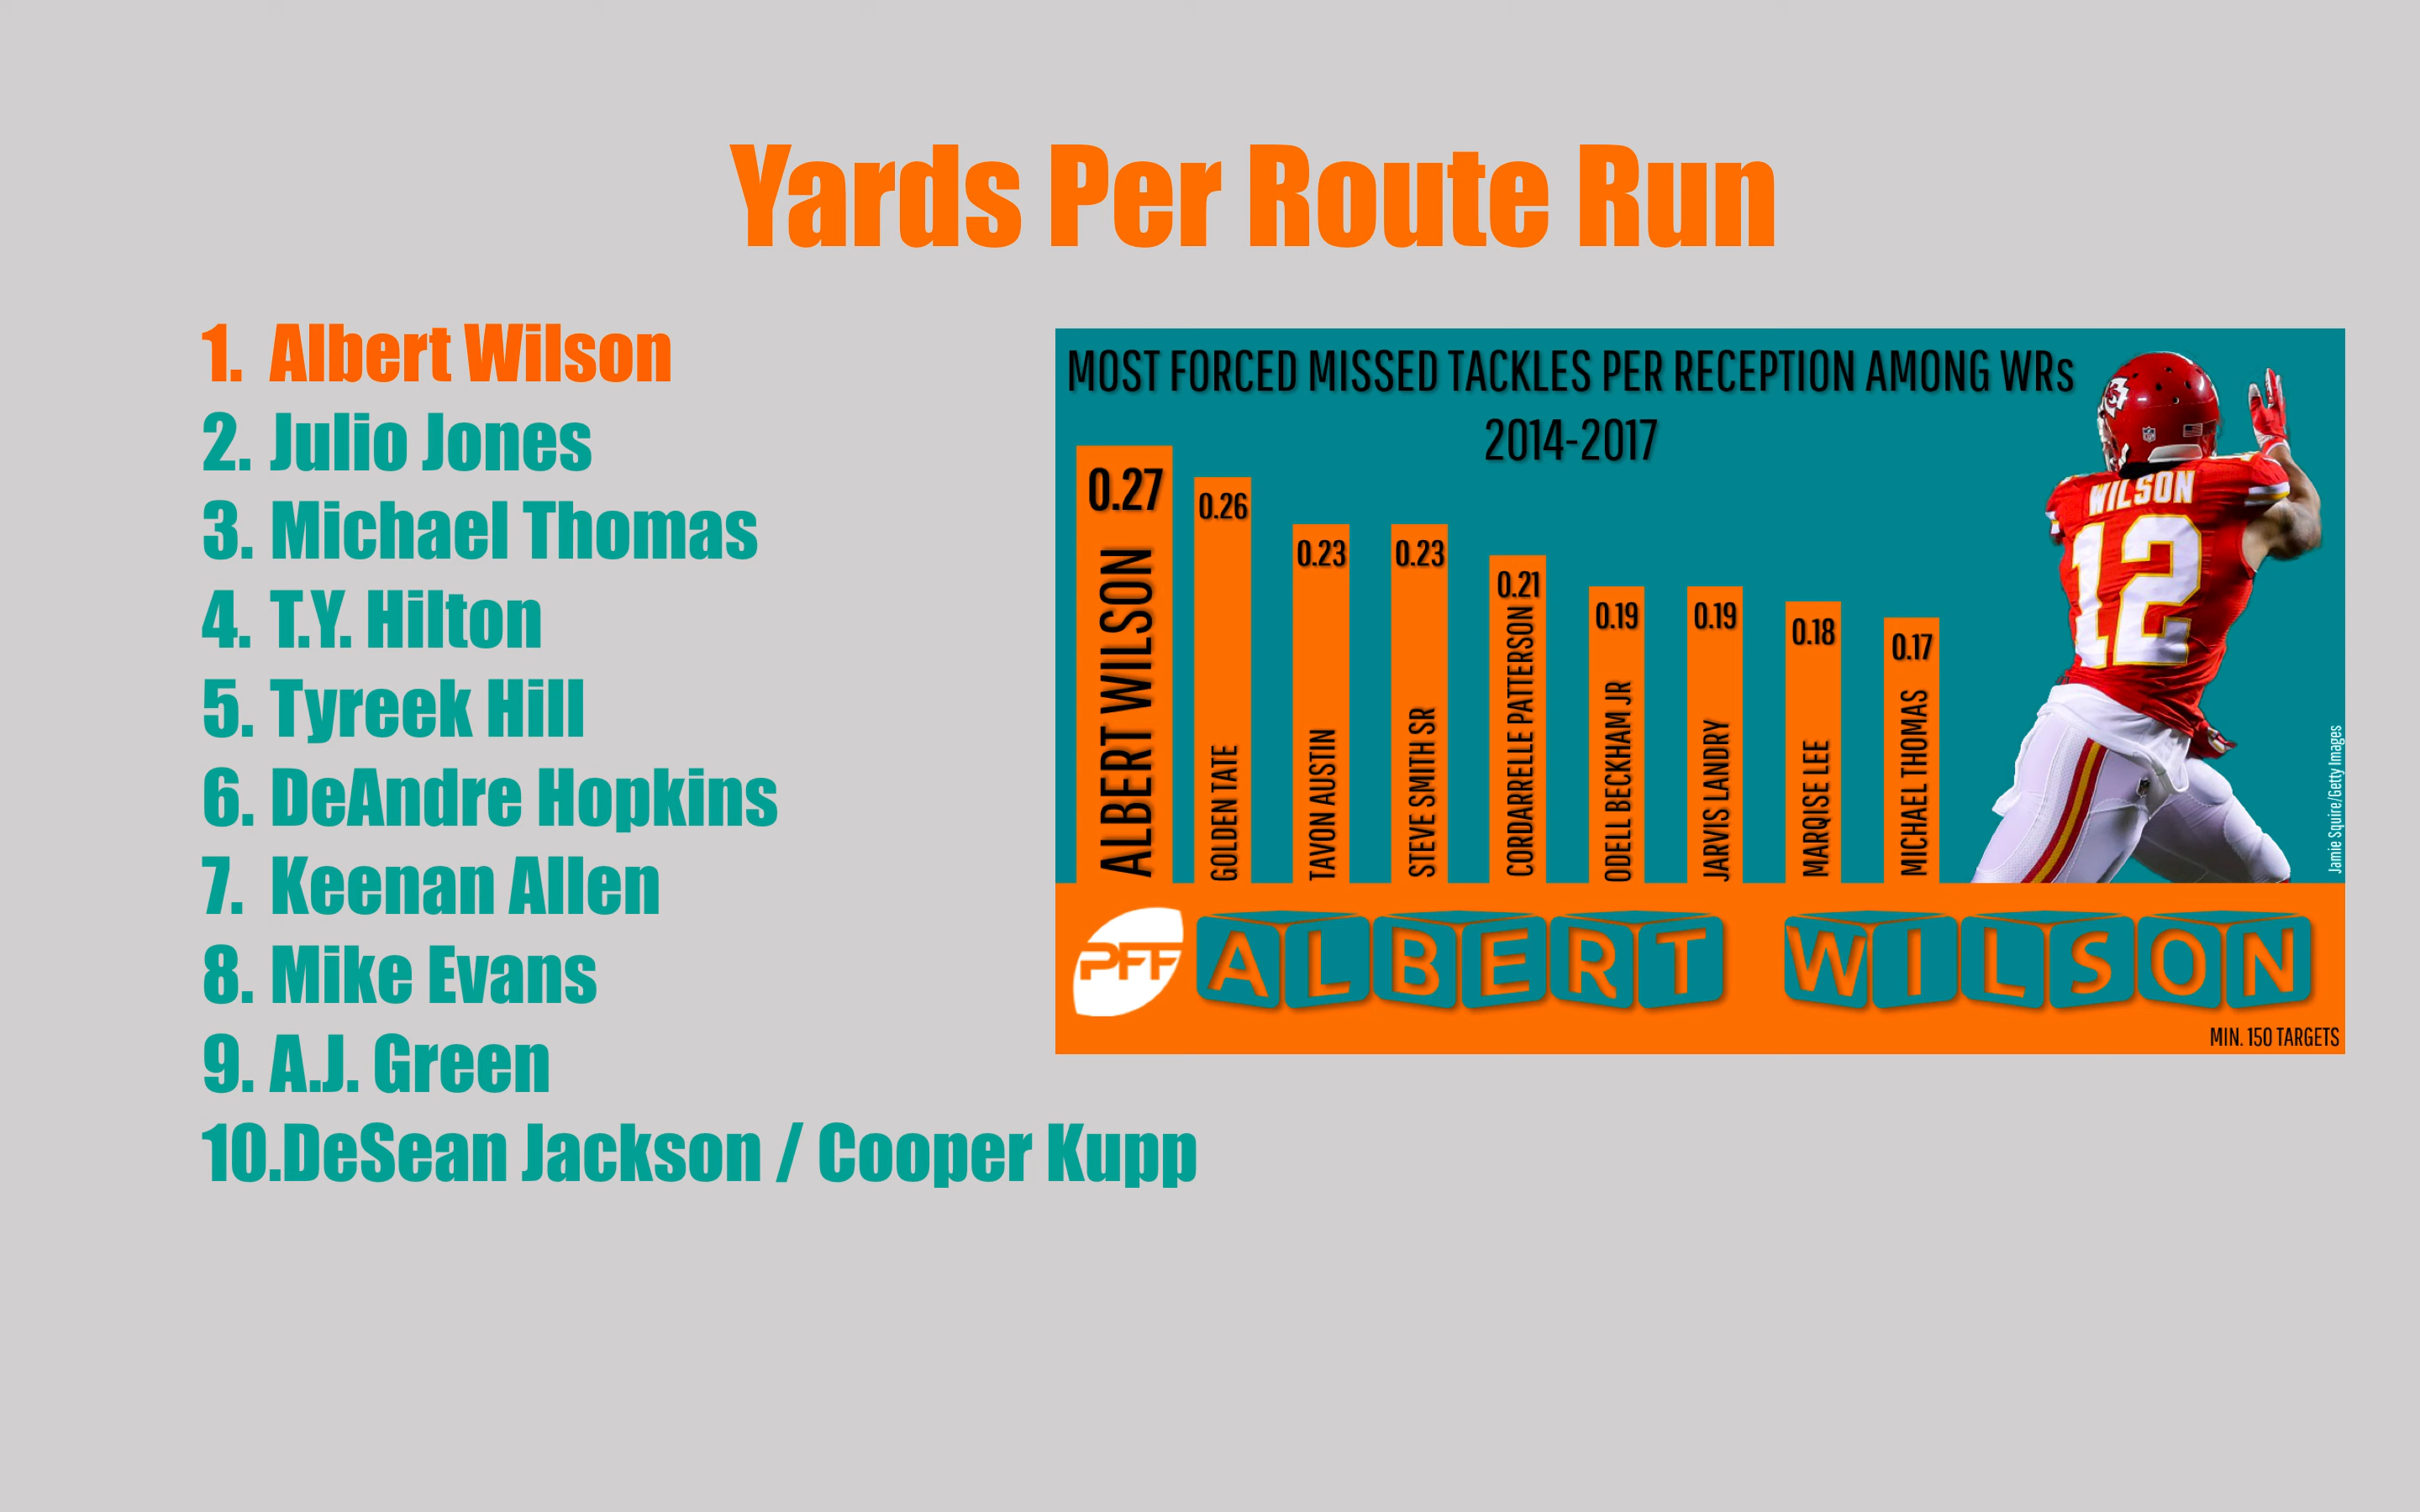 Yards Per Route Run
1. Albert Wilson
2. Julio Jones
3. Michael Thomas
4. T.Y. Hilton
5. Tyreek Hill
6. DeAndre Hopkins
7. Keenan Allen
8. Mike Evans
9. A.J. Green
10.DeSean Jackson / Cooper Kupp
MOST FORCED MISSED TACKLES PER RECEPTION AMONG WRs
2014-2017
0.27
ALBERT WILSON
0.26
GOLDEN TATE
0.23
TAVON AUSTIN
0.23
STEVE SMITH SR
0.21
CORDARRELLE PATTERSON
0.19
ODELL BECKHAM JR
0.19
JARVIS LANDRY
0.18
MARQISE LEE
0.17
MICHAEL THOMAS
WILSON
12
Jamie Squire/Getty Images
PFF
ALBERT WILSON
MIN. 150 TARGETS